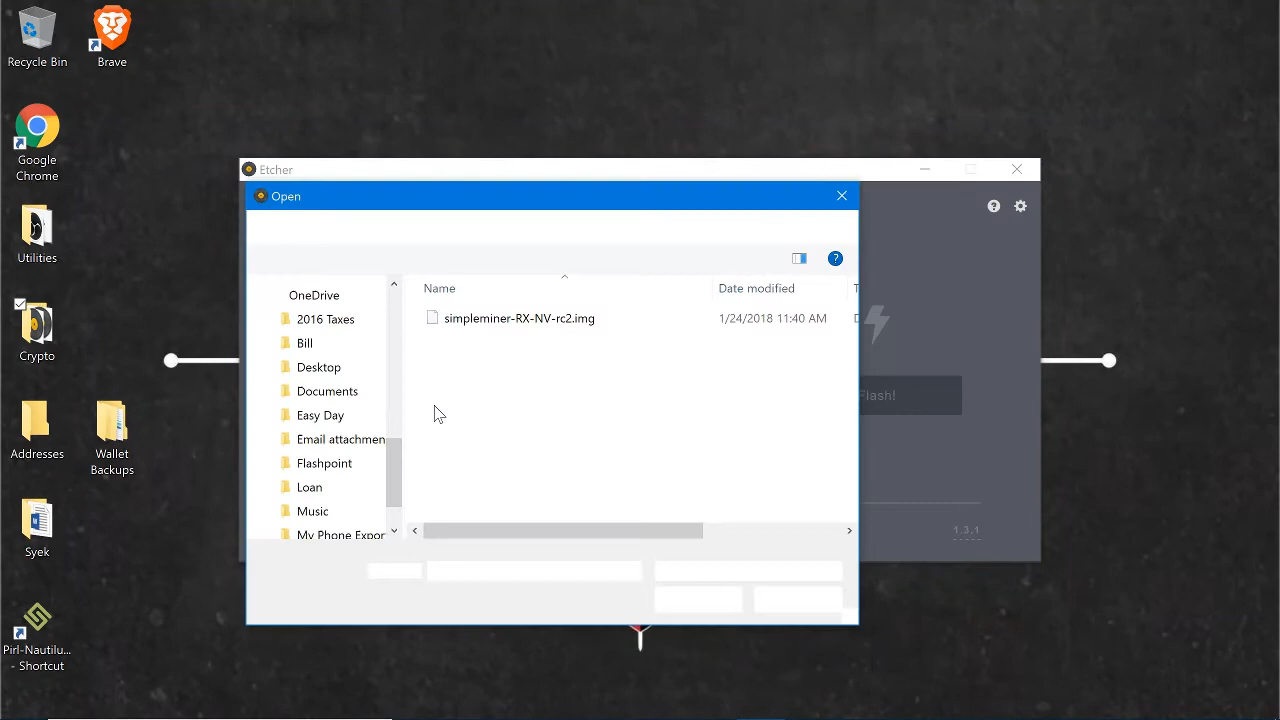 Recycle Bin
Brave
Google
Chrome
Utilities
Crypto
Addresses
Wallet
Backups
Syek
Pirl-Nautilu...
- Shortcut
Etcher
Open
?
?
OneDrive
2016 Taxes
Bill
Desktop
Documents
Easy Day
Email attachmen
Flashpoint
Loan
Music
My Phone Expor
Name
Date modified
T
simpleminer-RX-NV-rc2.img
1/24/2018 11:40 AM
Flash!
1.3.1